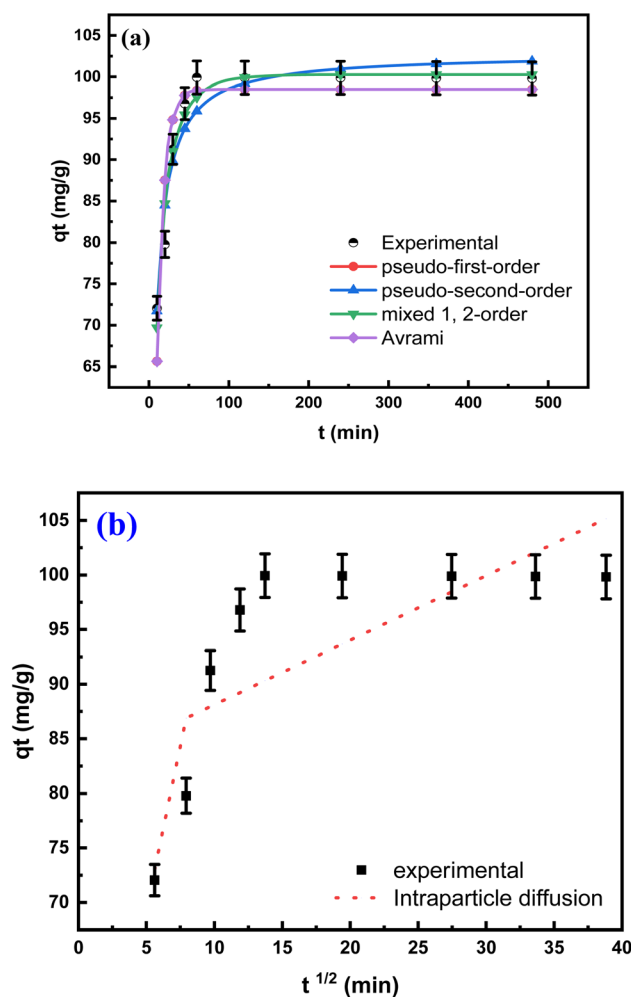 (a)
105
100
95
90
85
80
75
70
65
qt (mg/g)
Experimental
pseudo-first-order
pseudo-second-order
mixed 1, 2-order
Avrami
0 100 200 300 400 500
t (min)
(b)
105
100
95
90
85
80
75
70
qt (mg/g)
experimental
Intraparticle diffusion
0 5 10 15 20 25 30 35 40
t 1/2 (min)